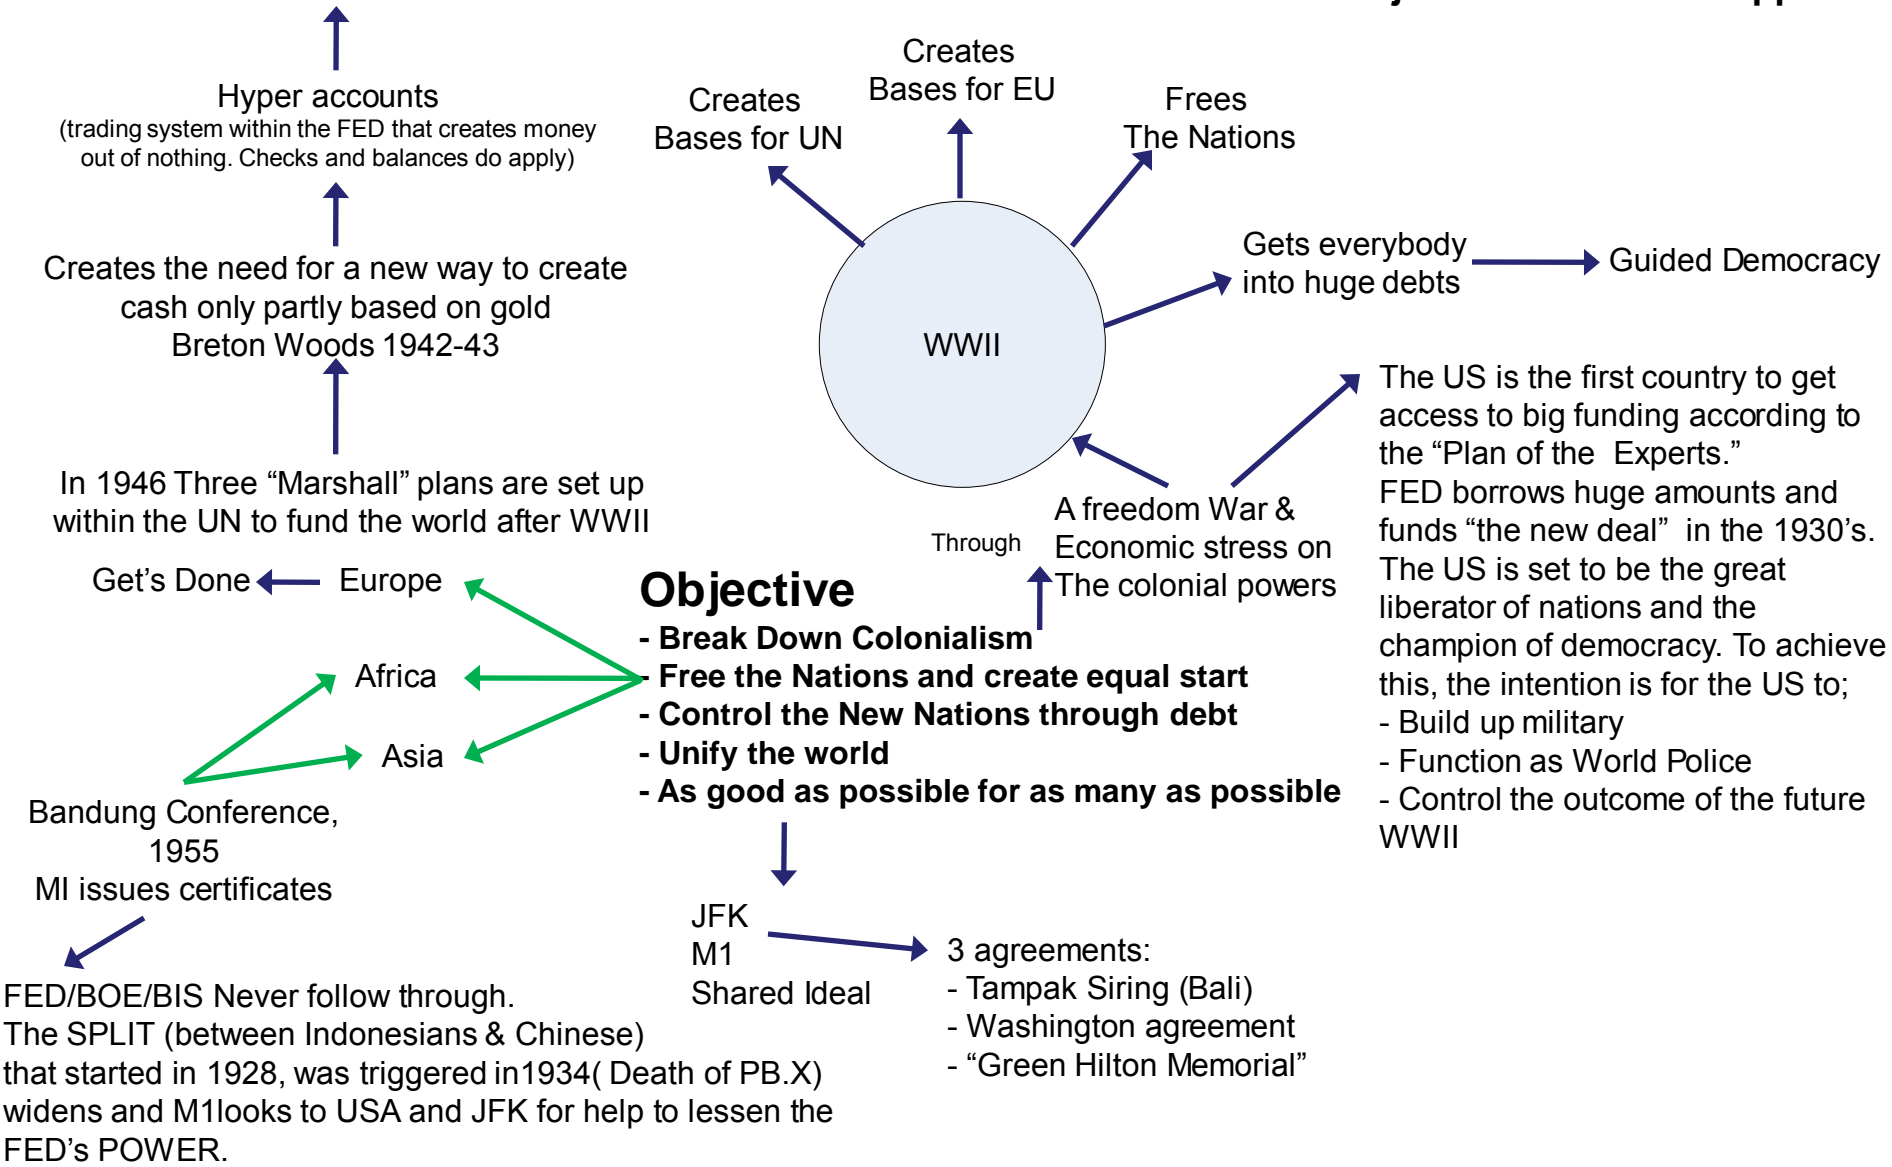 Hyper accounts
(trading system within the FED that creates money
out of nothing. Checks and balances do apply)
Creates the need for a new way to create
cash only partly based on gold
Breton Woods 1942-43
In 1946 Three “Marshall” plans are set up
within the UN to fund the world after WWII
Get’s Done
Europe
Africa
Asia
Bandung Conference,
1955
MI issues certificates
FED/BOE/BIS Never follow through.
The SPLIT (between Indonesians & Chinese)
that started in 1928, was triggered in1934( Death of PB.X)
widens and M1looks to USA and JFK for help to lessen the
FED’s POWER.
Creates
Bases for UN
Creates
Bases for EU
Frees
The Nations
Gets everybody
into huge debts
Guided Democracy
WWII
Through
A freedom War &
Economic stress on
The colonial powers
Objective
- Break Down Colonialism
- Free the Nations and create equal start
- Control the New Nations through debt
- Unify the world
- As good as possible for as many as possible
JFK
M1
Shared Ideal
3 agreements:
- Tampak Siring (Bali)
- Washington agreement
- “Green Hilton Memorial”
The US is the first country to get
access to big funding according to
the “Plan of the Experts.”
FED borrows huge amounts and
funds “the new deal” in the 1930’s.
The US is set to be the great
liberator of nations and the
champion of democracy. To achieve
this, the intention is for the US to;
- Build up military
- Function as World Police
- Control the outcome of the future
WWII